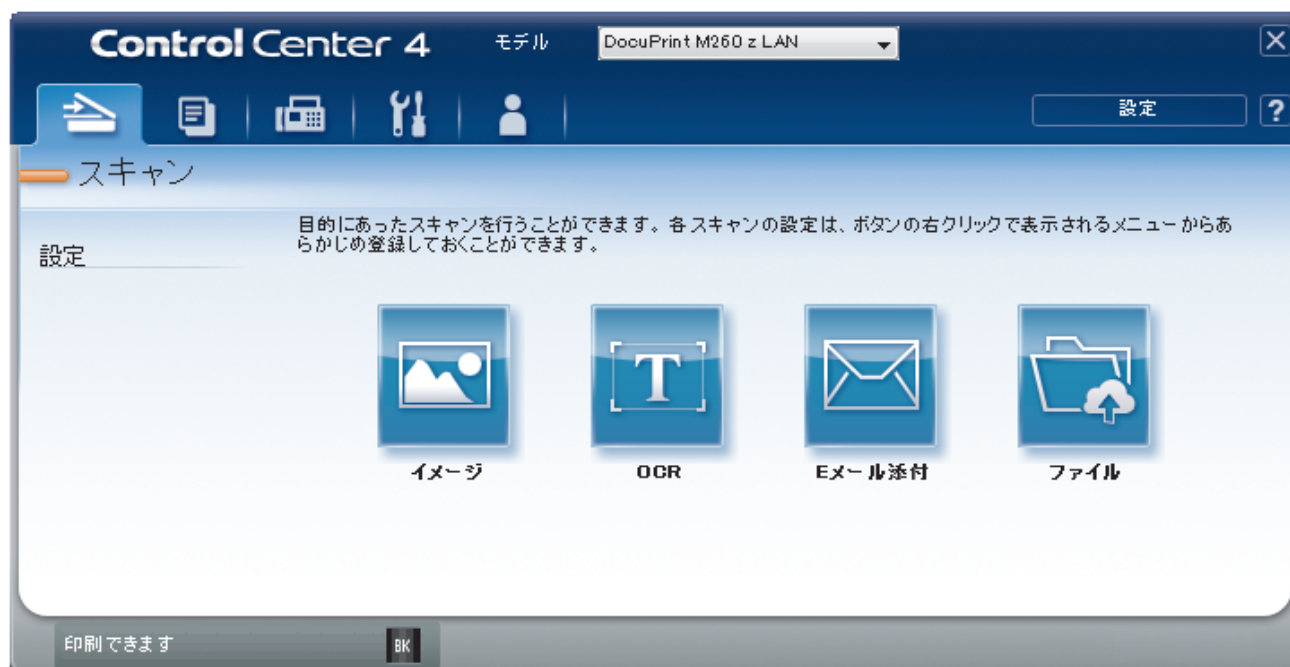 Control Center 4 モデル DocuPrint M260 z LAN
設定 ?
スキャン
設定
目的にあったスキャンを行うことができます。各スキャンの設定は、ボタンの右クリックで表示されるメニューからあ
らかじめ登録しておくことができます。
T
イメージ OCR Eメール添付 ファイル
印刷できます BK